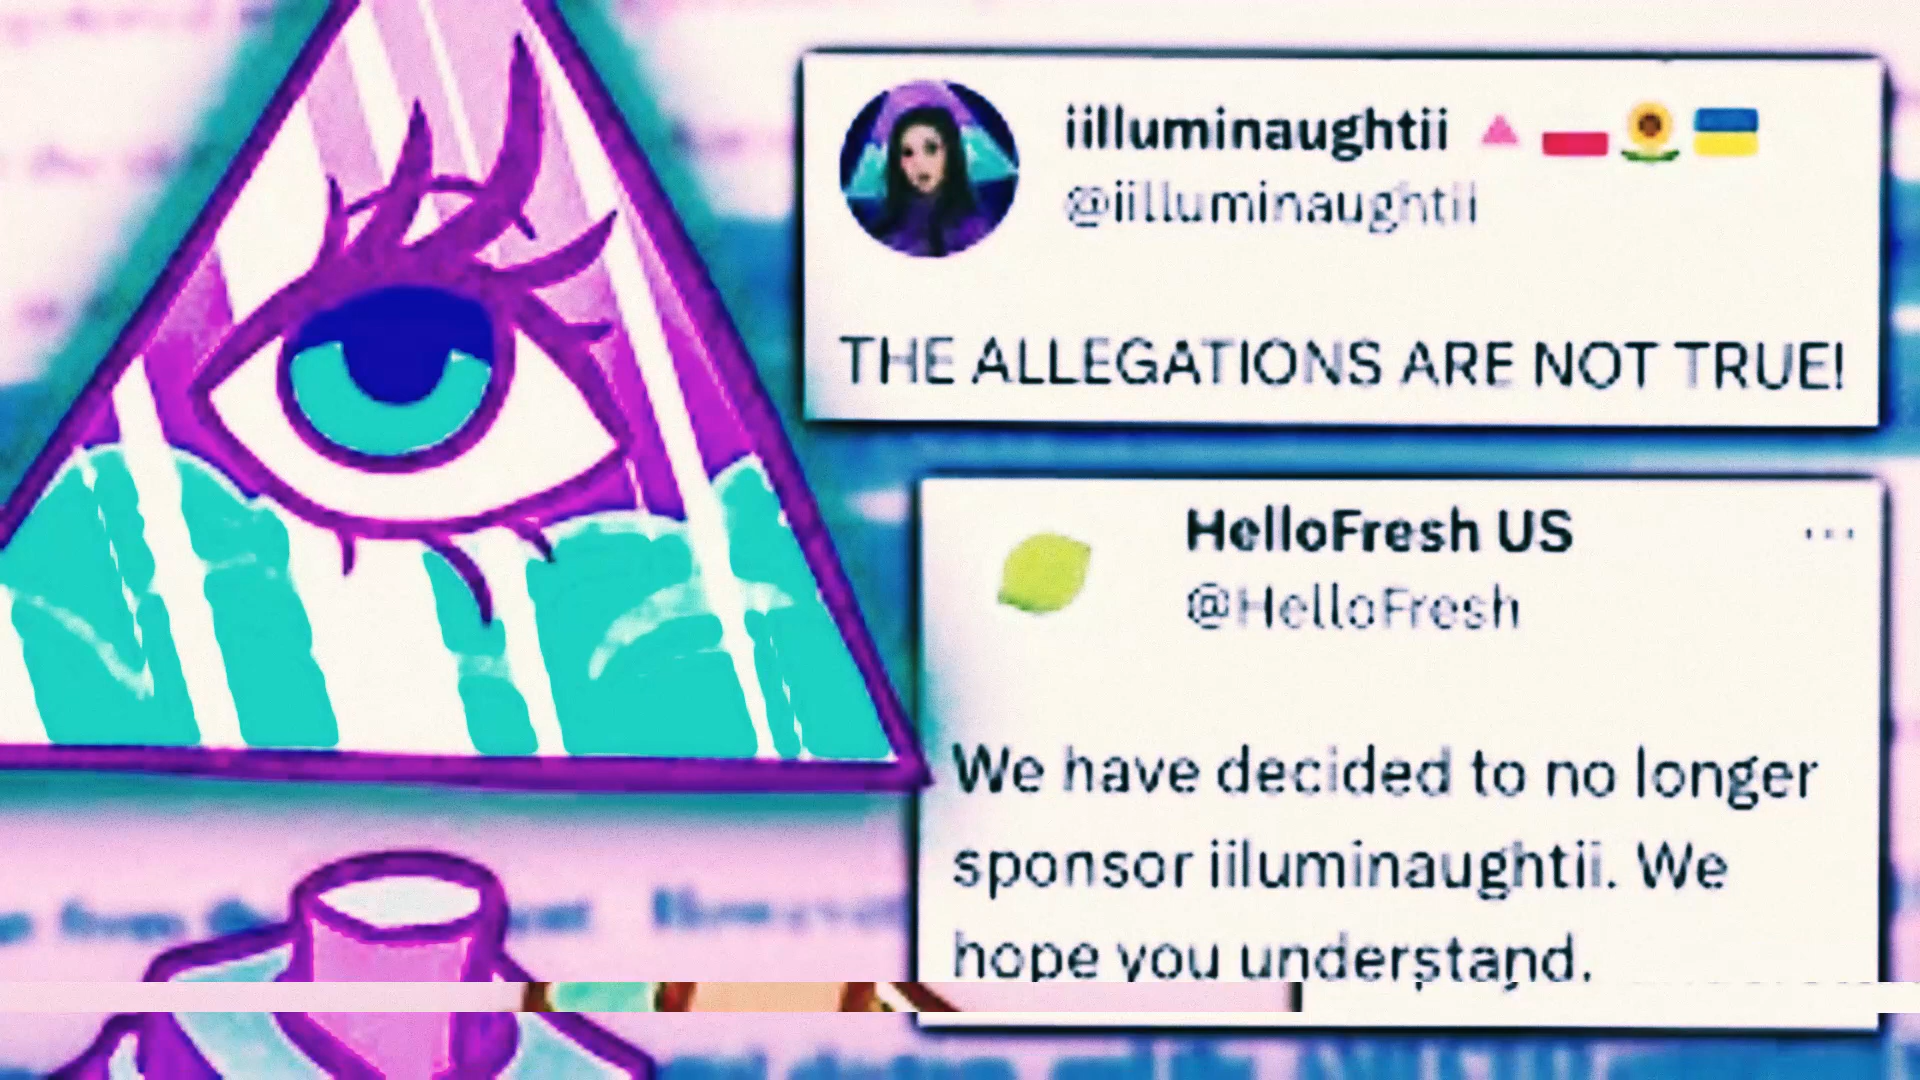 iilluminaughtii
@iilluminaughtii
THE ALLEGATIONS ARE NOT TRUE!
HelloFresh US
@HelloFresh
We have decided to no longer
sponsor iiluminaughtii. We
hope you understand.